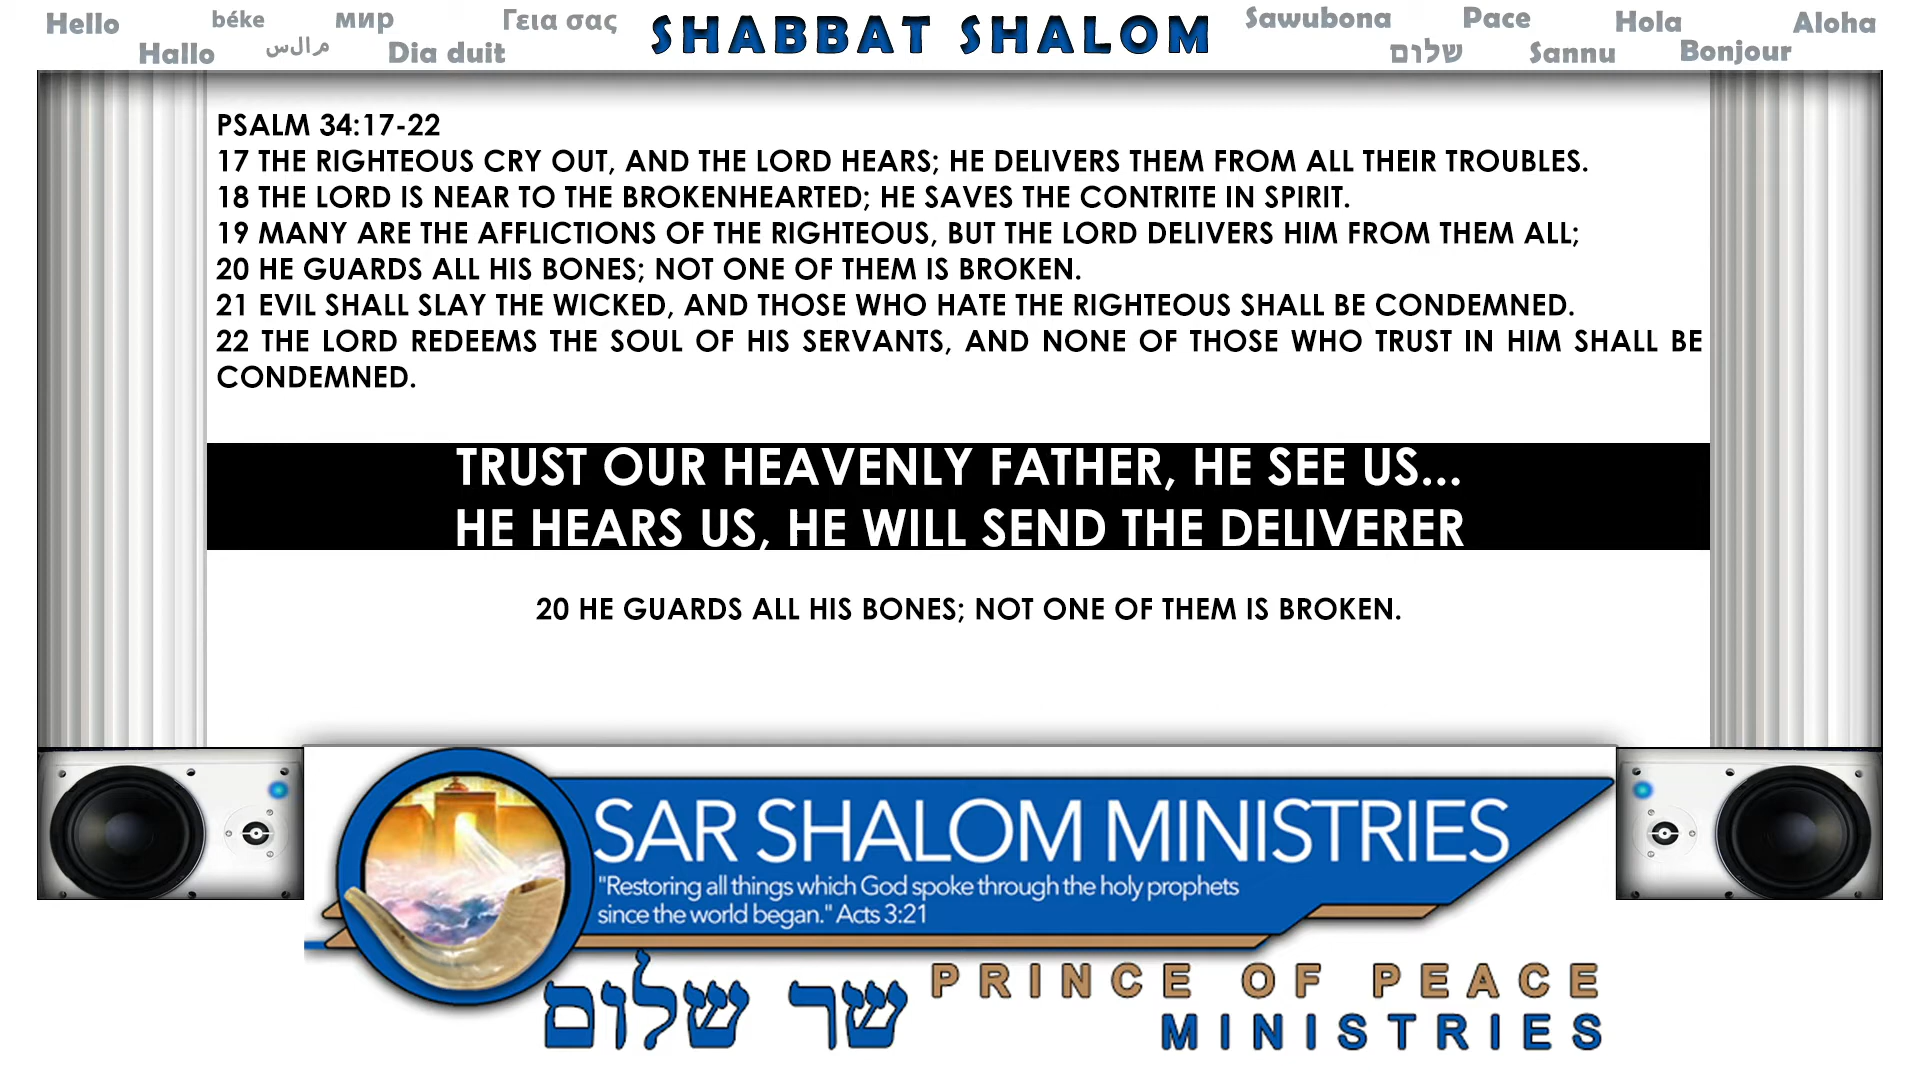 Hello
béke
мир
Γεια σας
SHABBAT SHALOM
Sawubona
Pace
Hola
Aloha
Hallo
م‎ال‎س
Dia duit
שלום
Sannu
Bonjour
PSALM 34:17-22
17 THE RIGHTEOUS CRY OUT, AND THE LORD HEARS; HE DELIVERS THEM FROM ALL THEIR TROUBLES.
18 THE LORD IS NEAR TO THE BROKENHEARTED; HE SAVES THE CONTRITE IN SPIRIT.
19 MANY ARE THE AFFLICTIONS OF THE RIGHTEOUS, BUT THE LORD DELIVERS HIM FROM THEM ALL;
20 HE GUARDS ALL HIS BONES; NOT ONE OF THEM IS BROKEN.
21 EVIL SHALL SLAY THE WICKED, AND THOSE WHO HATE THE RIGHTEOUS SHALL BE CONDEMNED.
22 THE LORD REDEEMS THE SOUL OF HIS SERVANTS, AND NONE OF THOSE WHO TRUST IN HIM SHALL BE
CONDEMNED.
TRUST OUR HEAVENLY FATHER, HE SEE US...
HE HEARS US, HE WILL SEND THE DELIVERER
20 HE GUARDS ALL HIS BONES; NOT ONE OF THEM IS BROKEN.
SAR SHALOM MINISTRIES
"Restoring all things which God spoke through the holy prophets
since the world began." Acts 3:21
שר שלום
PRINCE OF PEACE
MINISTRIES